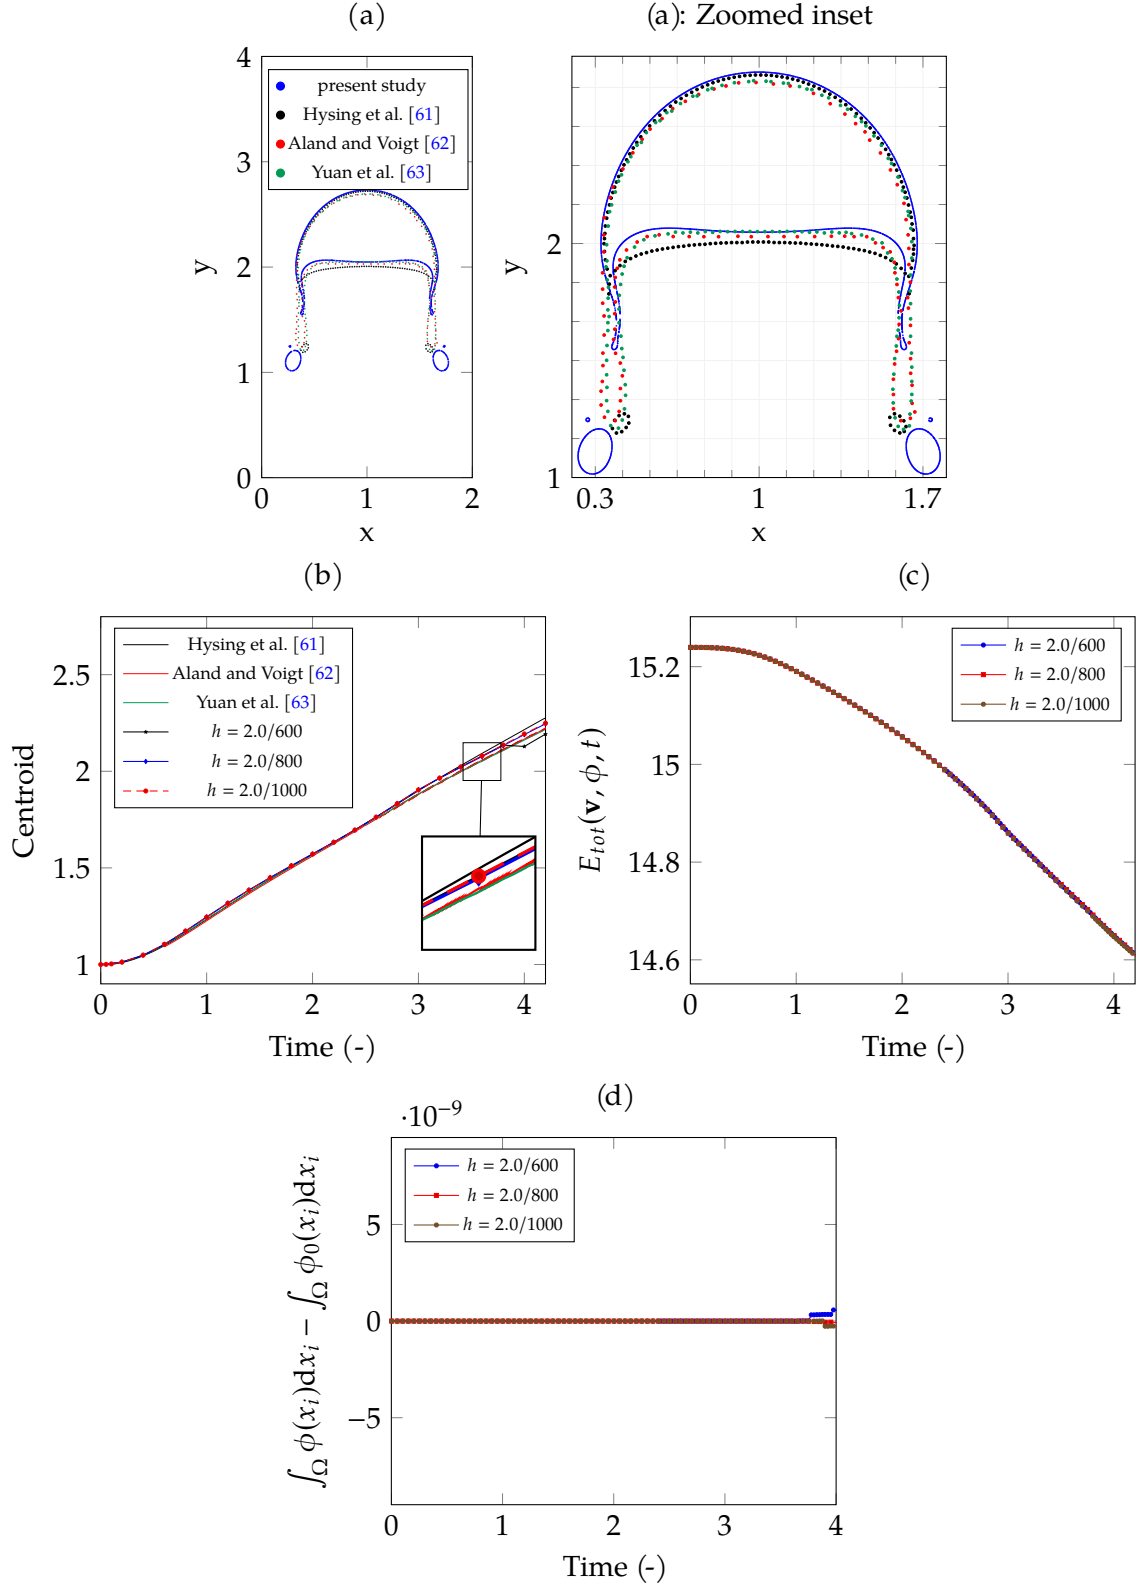 (a)
(a): Zoomed inset
4
3
2
1
0
y
present study
Hysing et al. [61]
Aland and Voigt [62]
Yuan et al. [63]
0 1 2
x
2
1
y
0.3 1 1.7
x
(b)
(c)
2.5
2
1.5
1
Centroid
Hysing et al. [61]
Aland and Voigt [62]
Yuan et al. [63]
h = 2.0/600
h = 2.0/800
h = 2.0/1000
0 1 2 3 4
Time (-)
15.2
15
14.8
14.6
E_{tot}(v, ϕ, t)
h = 2.0/600
h = 2.0/800
h = 2.0/1000
0 1 2 3 4
Time (-)
(d)
·10^{−9}
5
0
−5
∫_Ω ϕ(x_i)dx_i − ∫_Ω ϕ_0(x_i)dx_i
h = 2.0/600
h = 2.0/800
h = 2.0/1000
0 1 2 3 4
Time (-)